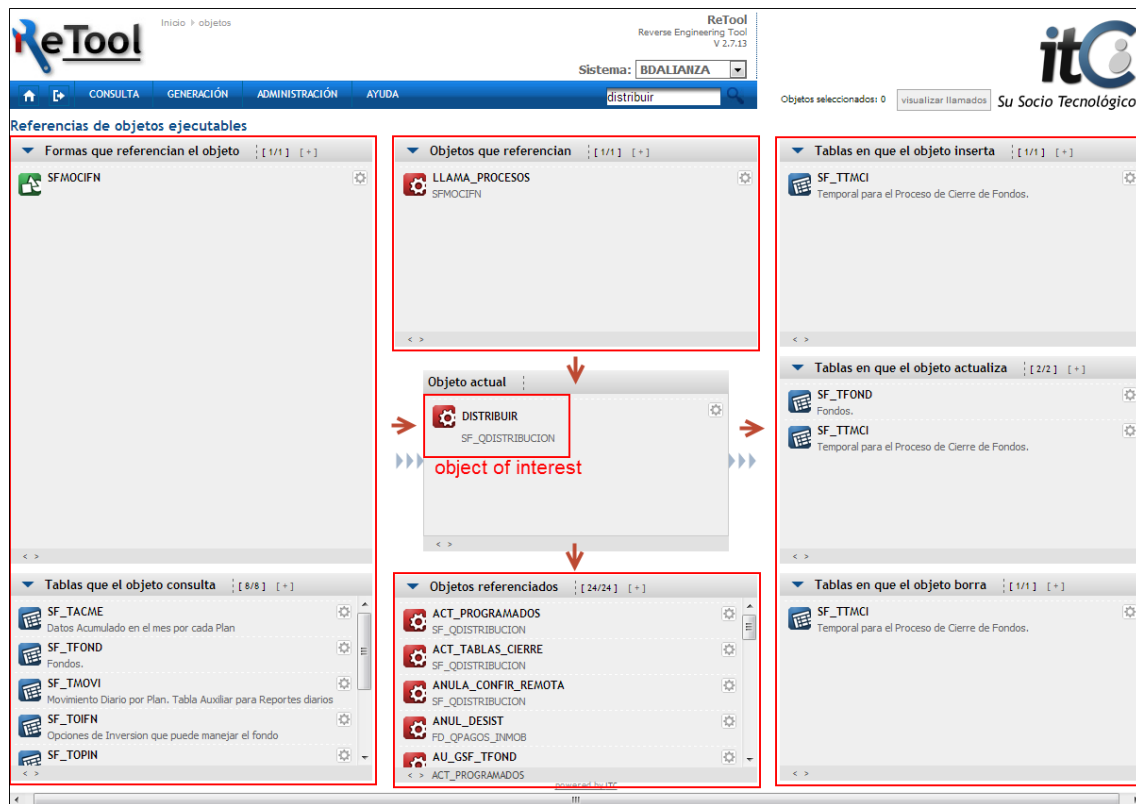 ReTool
Inicio › objetos
ReTool
Reverse Engineering Tool
V 2.7.13
Sistema: BDALIANZA
itc
Su Socio Tecnológico
CONSULTA GENERACIÓN ADMINISTRACIÓN AYUDA
distribuir
Objetos seleccionados: 0 visualizar llamados
Referencias de objetos ejecutables
Formas que referencian el objeto [1/1] [+]
SFMOCIFN
< >
Tablas que el objeto consulta [8/8] [+]
SF_TACME
Datos Acumulado en el mes por cada Plan
SF_TFOND
Fondos.
SF_TMOVI
Movimiento Diario por Plan. Tabla Auxiliar para Reportes diarios
SF_TOIFN
Opciones de Inversion que puede manejar el fondo
SF_TOPIN
< >
Objetos que referencian [1/1] [+]
LLAMA_PROCESOS
SFMOCIFN
< >
Objeto actual
DISTRIBUIR
SF_QDISTRIBUCION
object of interest
< >
Objetos referenciados [24/24] [+]
ACT_PROGRAMADOS
SF_QDISTRIBUCION
ACT_TABLAS_CIERRE
SF_QDISTRIBUCION
ANULA_CONFIR_REMOTA
SF_QDISTRIBUCION
ANUL_DESIST
FD_QPAGOS_INMOB
AU_GSF_TFOND
< > ACT_PROGRAMADOS
powered by ITC
Tablas en que el objeto inserta [1/1] [+]
SF_TTMCI
Temporal para el Proceso de Cierre de Fondos.
< >
Tablas en que el objeto actualiza [2/2] [+]
SF_TFOND
Fondos.
SF_TTMCI
Temporal para el Proceso de Cierre de Fondos.
< >
Tablas en que el objeto borra [1/1] [+]
SF_TTMCI
Temporal para el Proceso de Cierre de Fondos.
< >